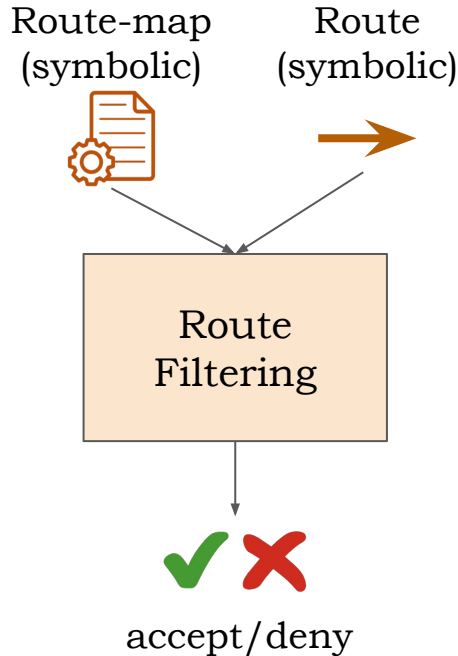 Route-map
(symbolic)
Route
(symbolic)
Route
Filtering
accept/deny